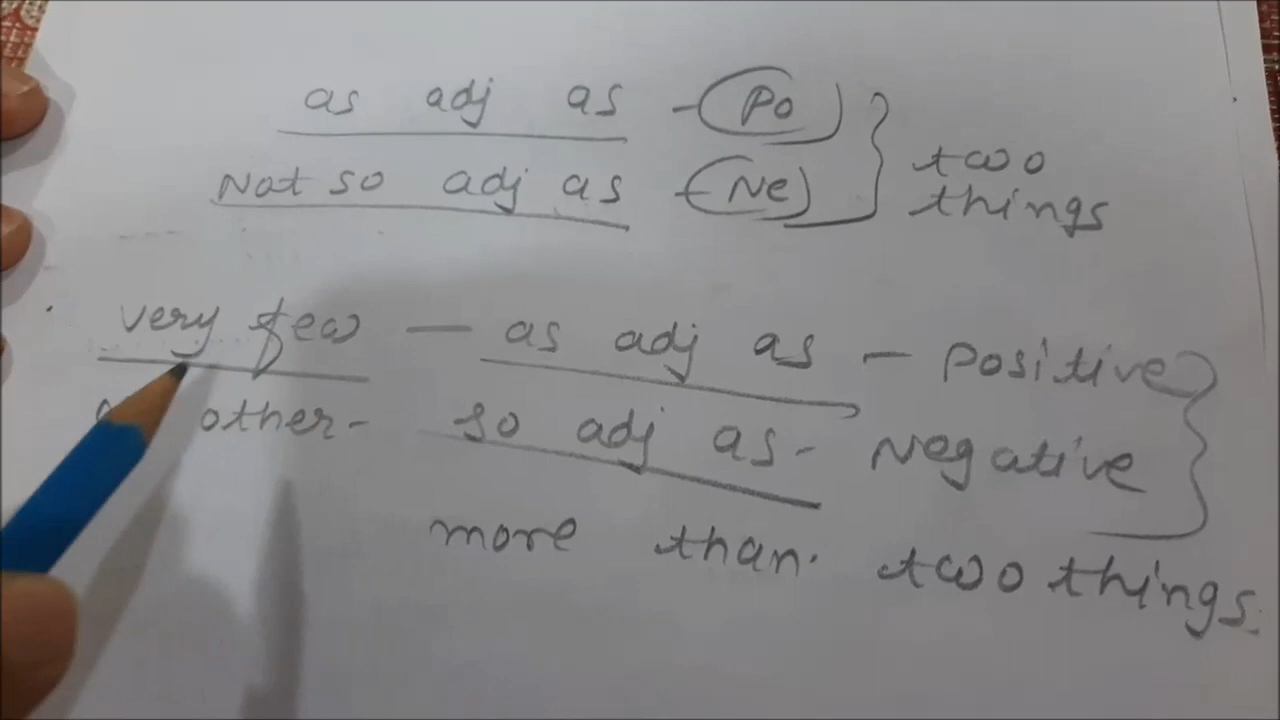 as adj as - Po
Not so adj as - Ne
two
things
very few — as adj as — Positive
other - so adj as - Negative
more than two things.